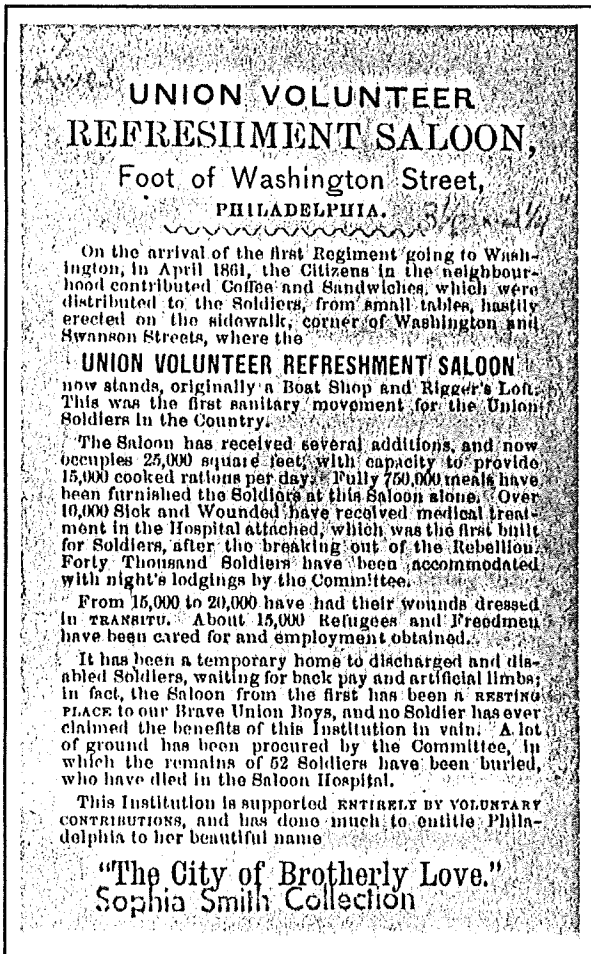 UNION VOLUNTEER
REFRESHMENT SALOON,
Foot of Washington Street,
PHILADELPHIA.
On the arrival of the first Regiment going to Wash-
ington, in April 1861, the Citizens in the neighbour-
hood contributed Coffee and Sandwiches, which were
distributed to the Soldiers, from small tables, hastily
erected on the sidewalk, corner of Washington and
Swanson Streets, where the
UNION VOLUNTEER REFRESHMENT SALOON
now stands, originally a Boat Shop and Rigger's Loft.
This was the first sanitary movement for the Union
Soldiers in the Country.
The Saloon has received several additions, and now
occupies 25,000 square feet, with capacity to provide
15,000 cooked rations per day. Fully 750,000 meals have
been furnished the Soldiers at this Saloon alone. Over
10,000 Sick and Wounded have received medical treat-
ment in the Hospital attached, which was the first built
for Soldiers, after the breaking out of the Rebellion.
Forty Thousand Soldiers have been accommodated
with night's lodgings by the Committee.
From 15,000 to 20,000 have had their wounds dressed
in TRANSITU. About 15,000 Refugees and Freedmen
have been cared for and employment obtained.
It has been a temporary home to discharged and dis-
abled Soldiers, waiting for back pay and artificial limbs;
in fact, the Saloon from the first has been a RESTING
PLACE to our Brave Union Boys, and no Soldier has ever
claimed the benefits of this Institution in vain. A lot
of ground has been procured by the Committee, in
which the remains of 52 Soldiers have been buried,
who have died in the Saloon Hospital.
This Institution is supported ENTIRELY BY VOLUNTARY
CONTRIBUTIONS, and has done much to entitle Phila-
delphia to her beautiful name
"The City of Brotherly Love."
Sophia Smith Collection